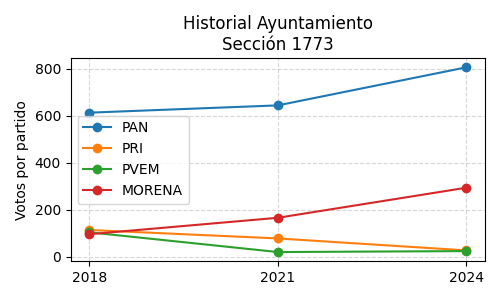 Historial Ayuntamiento
Sección 1773
Votos por partido
800
600
400
200
0
PAN
PRI
PVEM
MORENA
2018
2021
2024